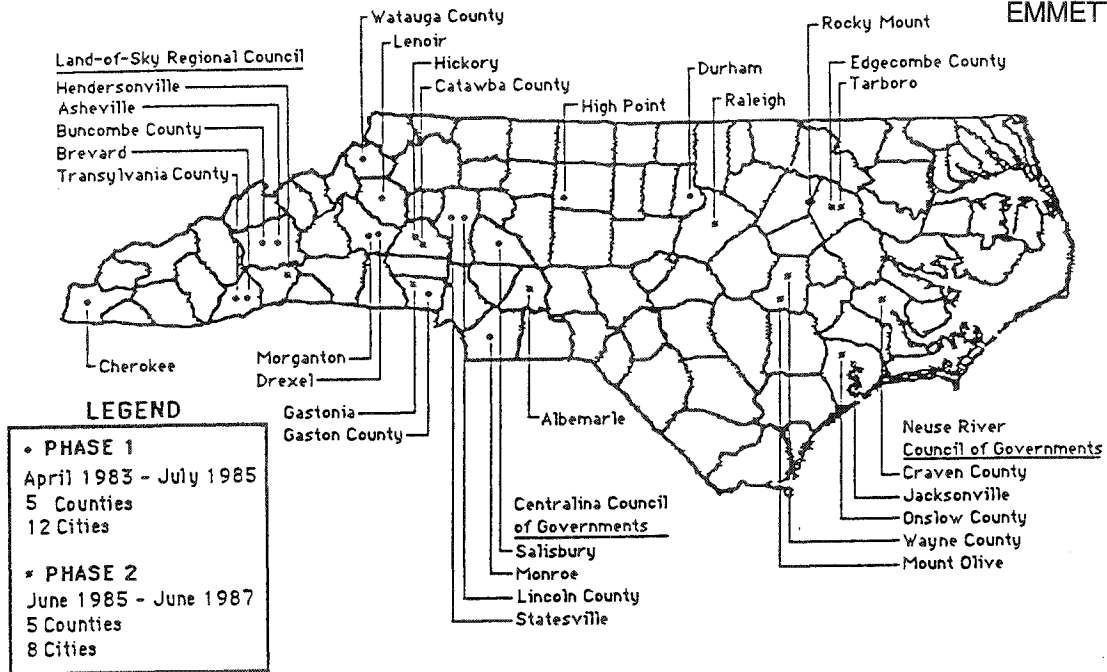 EMMET
Watauga County
Rocky Mount
Lenoir
Land-of-Sky Regional Council
Hickory
Durham
Edgecombe County
Hendersonville
Catawba County
Tarboro
Asheville
High Point
Raleigh
Buncombe County
Brevard
Transylvania County
Cherokee
Morganton
Drexel
Gastonia
Gaston County
Albemarle
LEGEND
PHASE 1
April 1983 - July 1985
5 Counties
12 Cities
PHASE 2
June 1985 - June 1987
5 Counties
8 Cities
Centralina Council
of Governments
Salisbury
Monroe
Lincoln County
Statesville
Neuse River
Council of Governments
Craven County
Jacksonville
Onslow County
Wayne County
Mount Olive